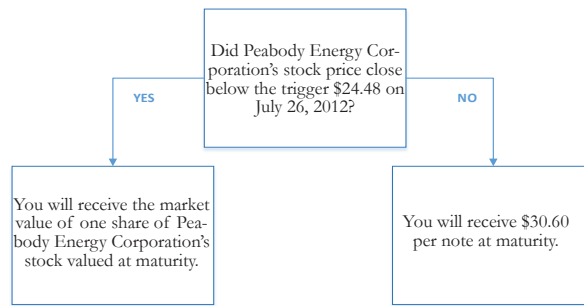 Did Peabody Energy Cor-
poration's stock price close
below the trigger $24.48 on
July 26, 2012?
YES
NO
You will receive the market
value of one share of Pea-
body Energy Corporation's
stock valued at maturity.
You will receive $30.60
per note at maturity.